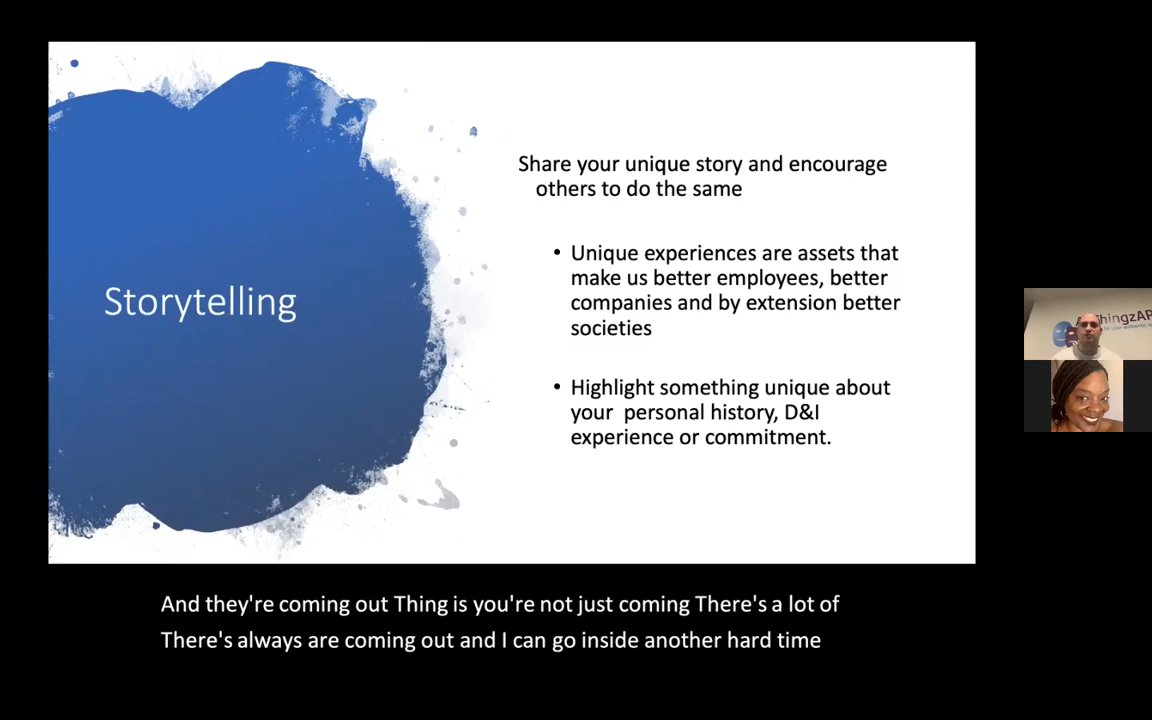 Storytelling
Share your unique story and encourage
others to do the same
• Unique experiences are assets that
make us better employees, better
companies and by extension better
societies
• Highlight something unique about
your personal history, D&I
experience or commitment.
And they're coming out Thing is you're not just coming There's a lot of
There's always are coming out and I can go inside another hard time